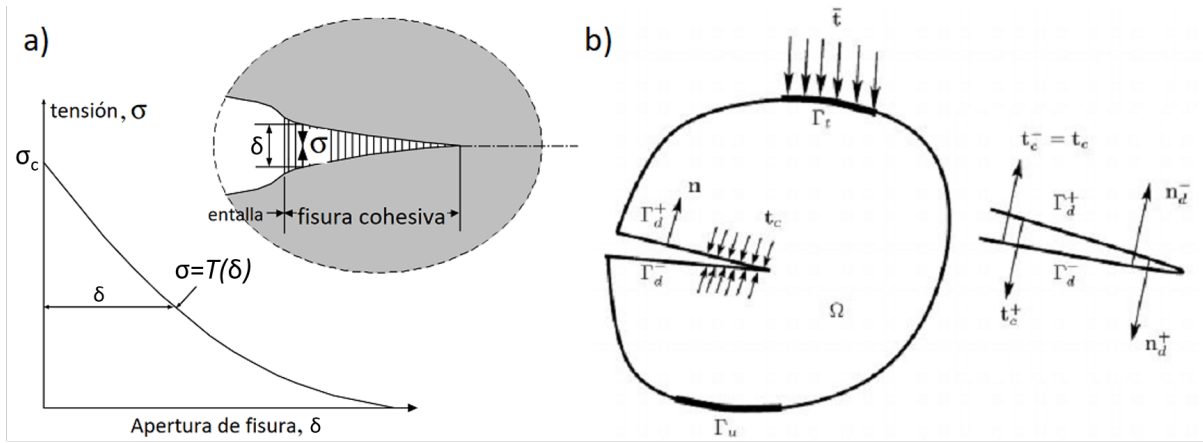 a)
tensión, σ
σc
δ
σ
entalla
fisura cohesiva
σ=T(δ)
δ
Apertura de fisura, δ
b)
t̄
Γt
n
Γd+
tc
Γd-
Ω
Γu
tc- = tc
Γd+
nd-
Γd-
tc+
nd+